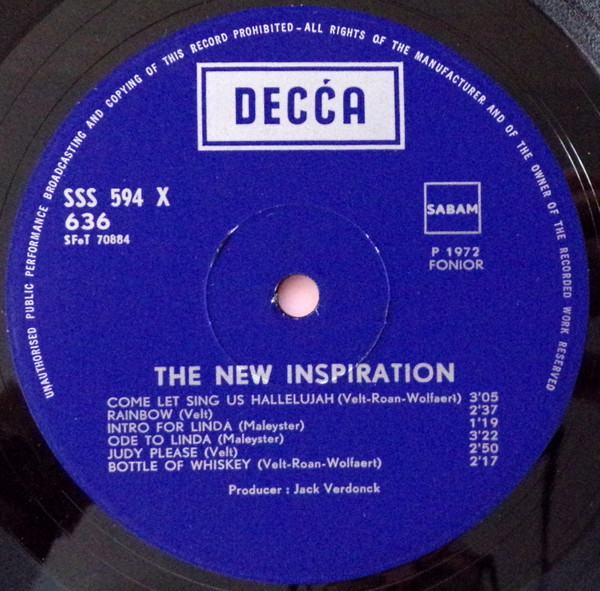 UNAUTHORISED PUBLIC PERFORMANCE BROADCASTING AND COPYING OF THIS RECORD PROHIBITED – ALL RIGHTS OF THE MANUFACTURER AND OF THE OWNER OF THE RECORDED WORK RESERVED
DECCA
SSS 594 X
636
SFeT 70884
SABAM
P 1972
FONIOR
THE NEW INSPIRATION
COME LET SING US HALLELUJAH (Velt-Roan-Wolfaert) 3'05
RAINBOW (Velt) 2'37
INTRO FOR LINDA (Maleyster) 1'19
ODE TO LINDA (Maleyster) 3'22
JUDY PLEASE (Velt) 2'50
BOTTLE OF WHISKEY (Velt-Roan-Wolfaert) 2'17
Producer : Jack Verdonck